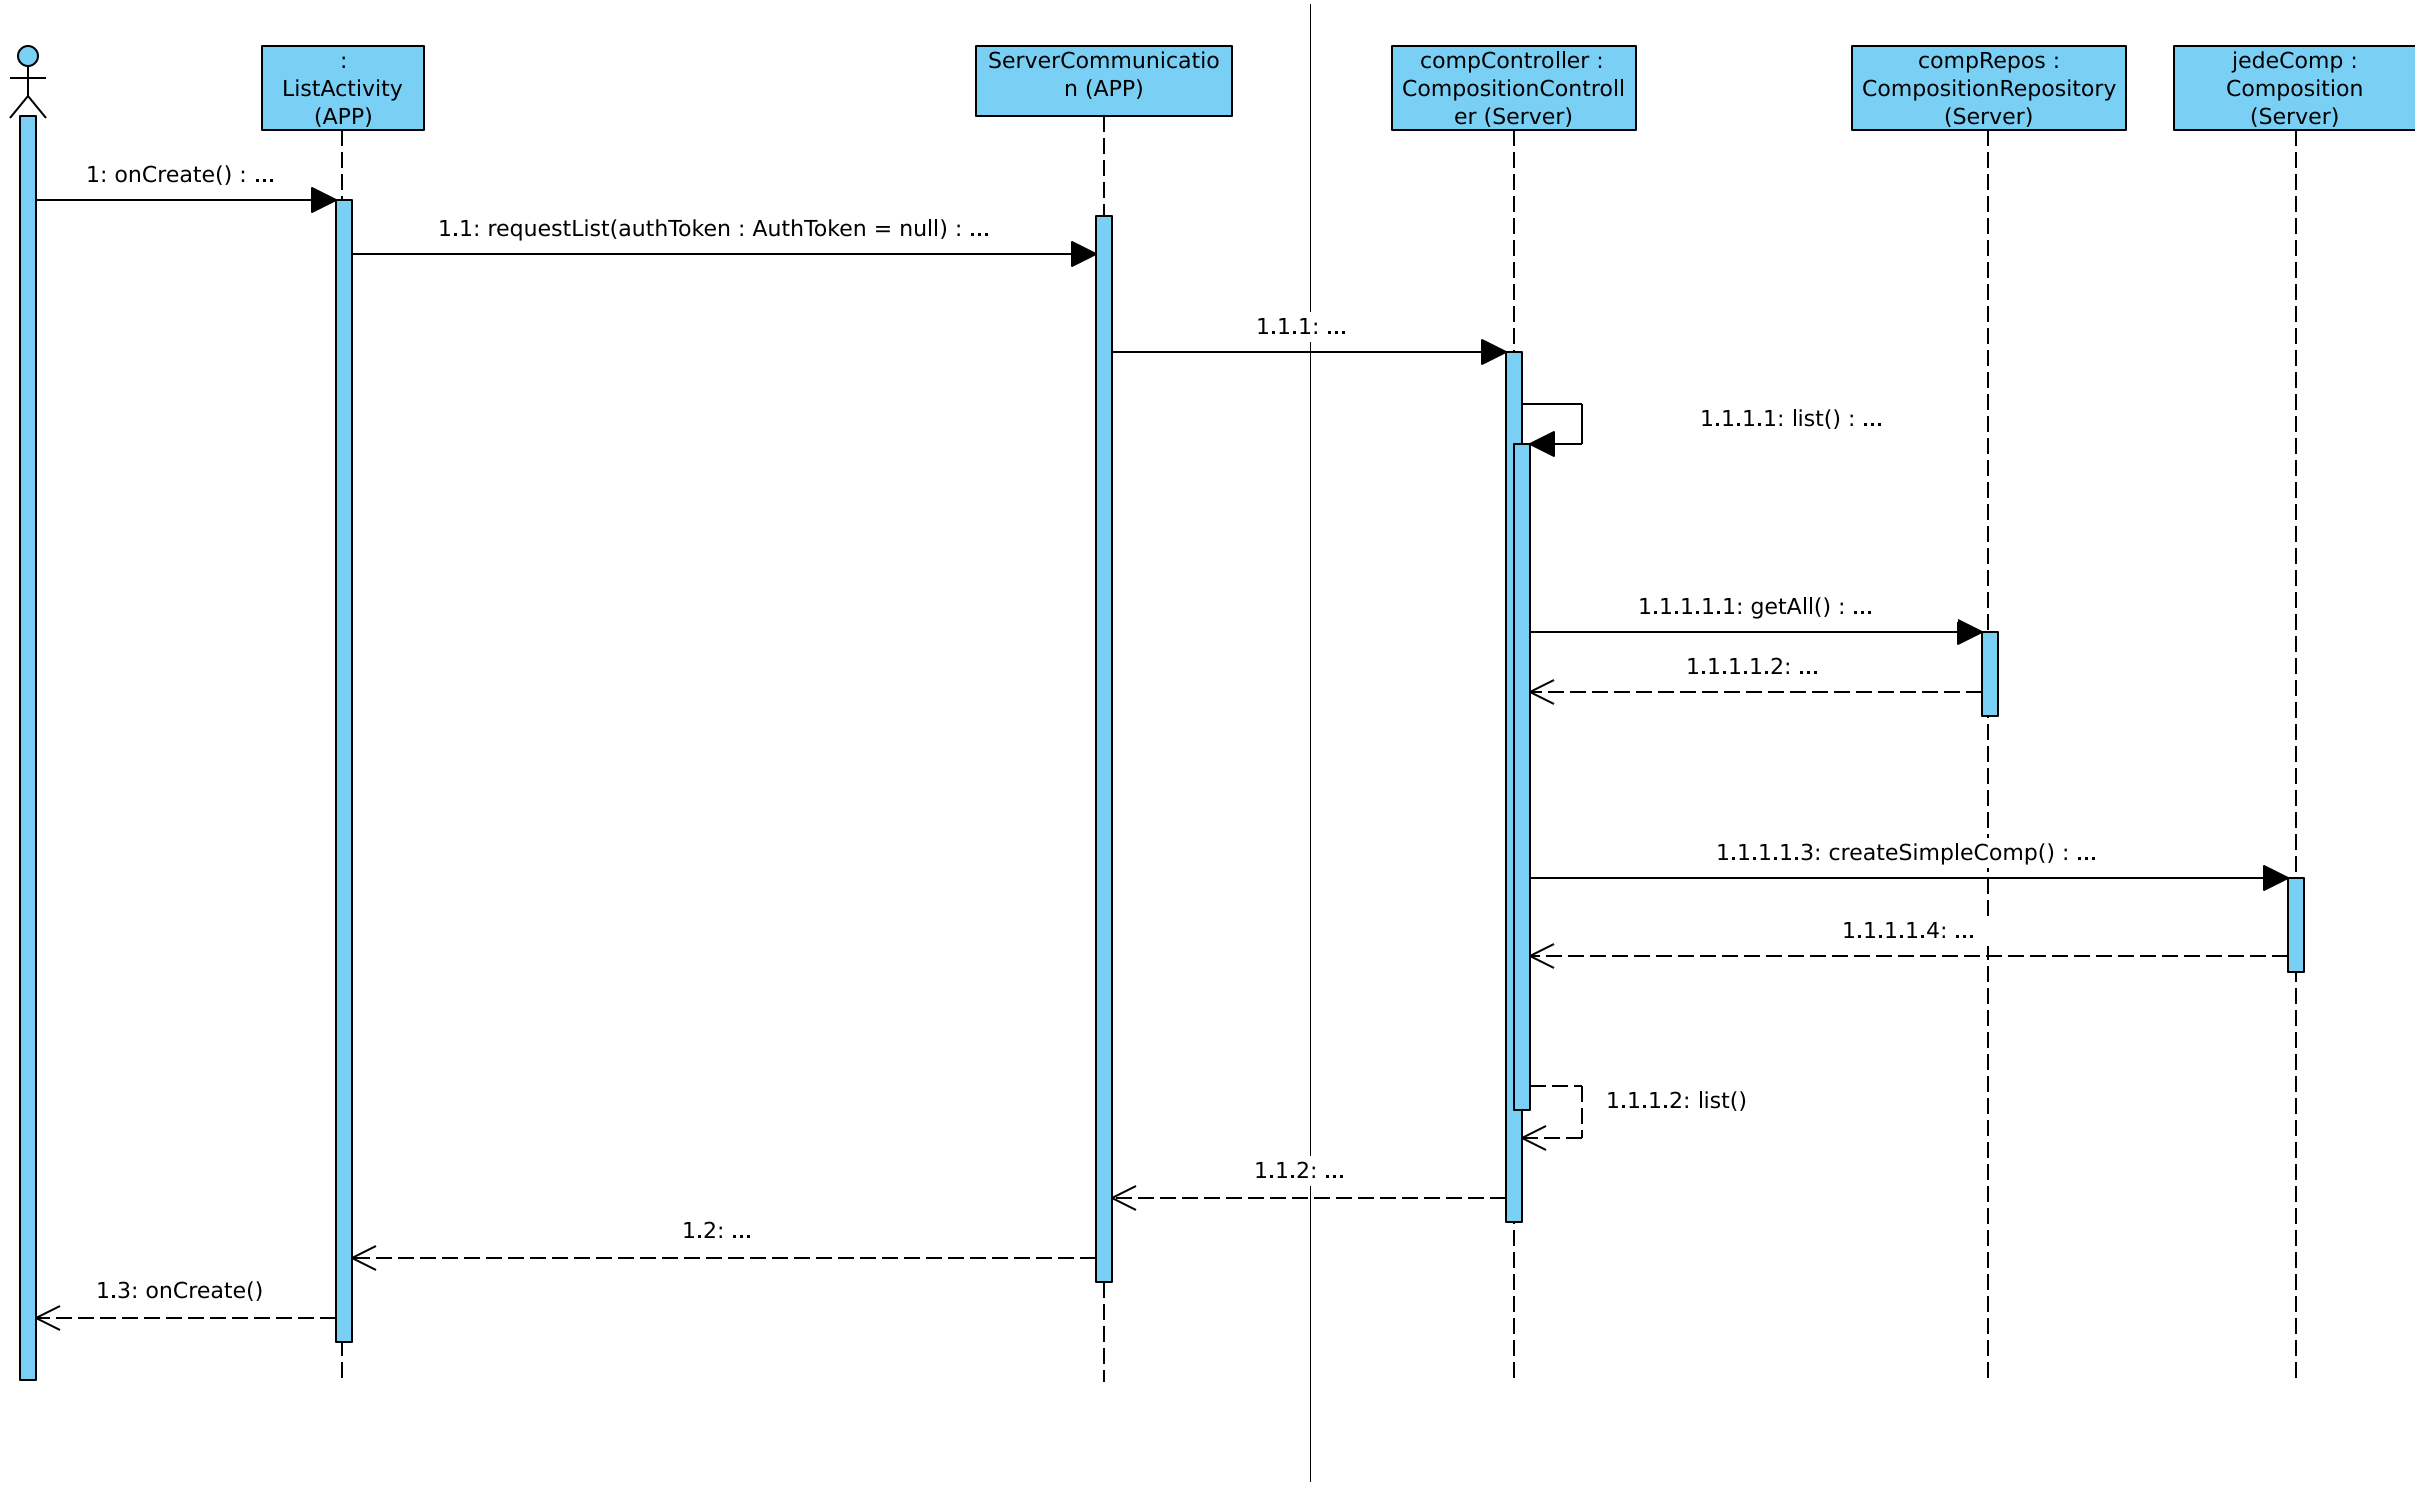 :
ListActivity
(APP)
ServerCommunicatio
n (APP)
compController :
CompositionControll
er (Server)
compRepos :
CompositionRepository
(Server)
jedeComp :
Composition
(Server)
1: onCreate() : ...
1.1: requestList(authToken : AuthToken = null) : ...
1.1.1: ...
1.1.1.1: list() : ...
1.1.1.1.1: getAll() : ...
1.1.1.1.2: ...
1.1.1.1.3: createSimpleComp() : ...
1.1.1.1.4: ...
1.1.1.2: list()
1.1.2: ...
1.2: ...
1.3: onCreate()